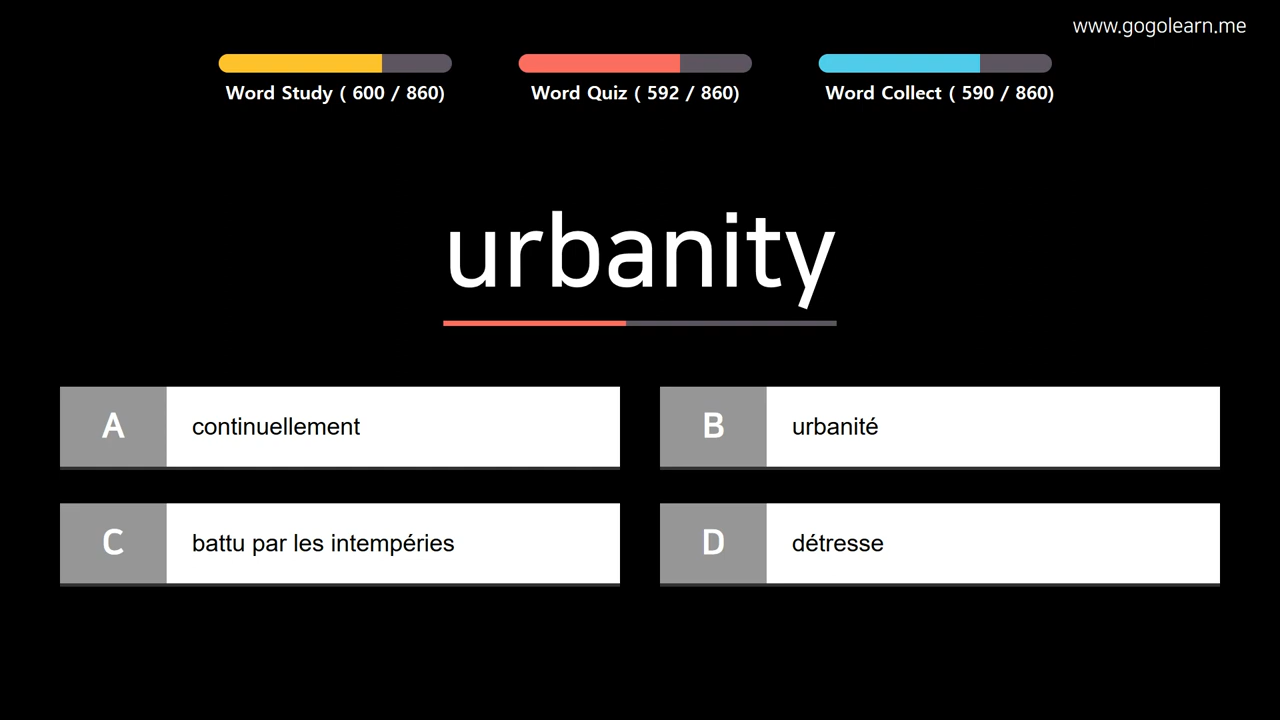 www.gogolearn.me
Word Study ( 600 / 860)
Word Quiz ( 592 / 860)
Word Collect ( 590 / 860)
urbanity
A continuellement
B urbanité
C battu par les intempéries
D détresse